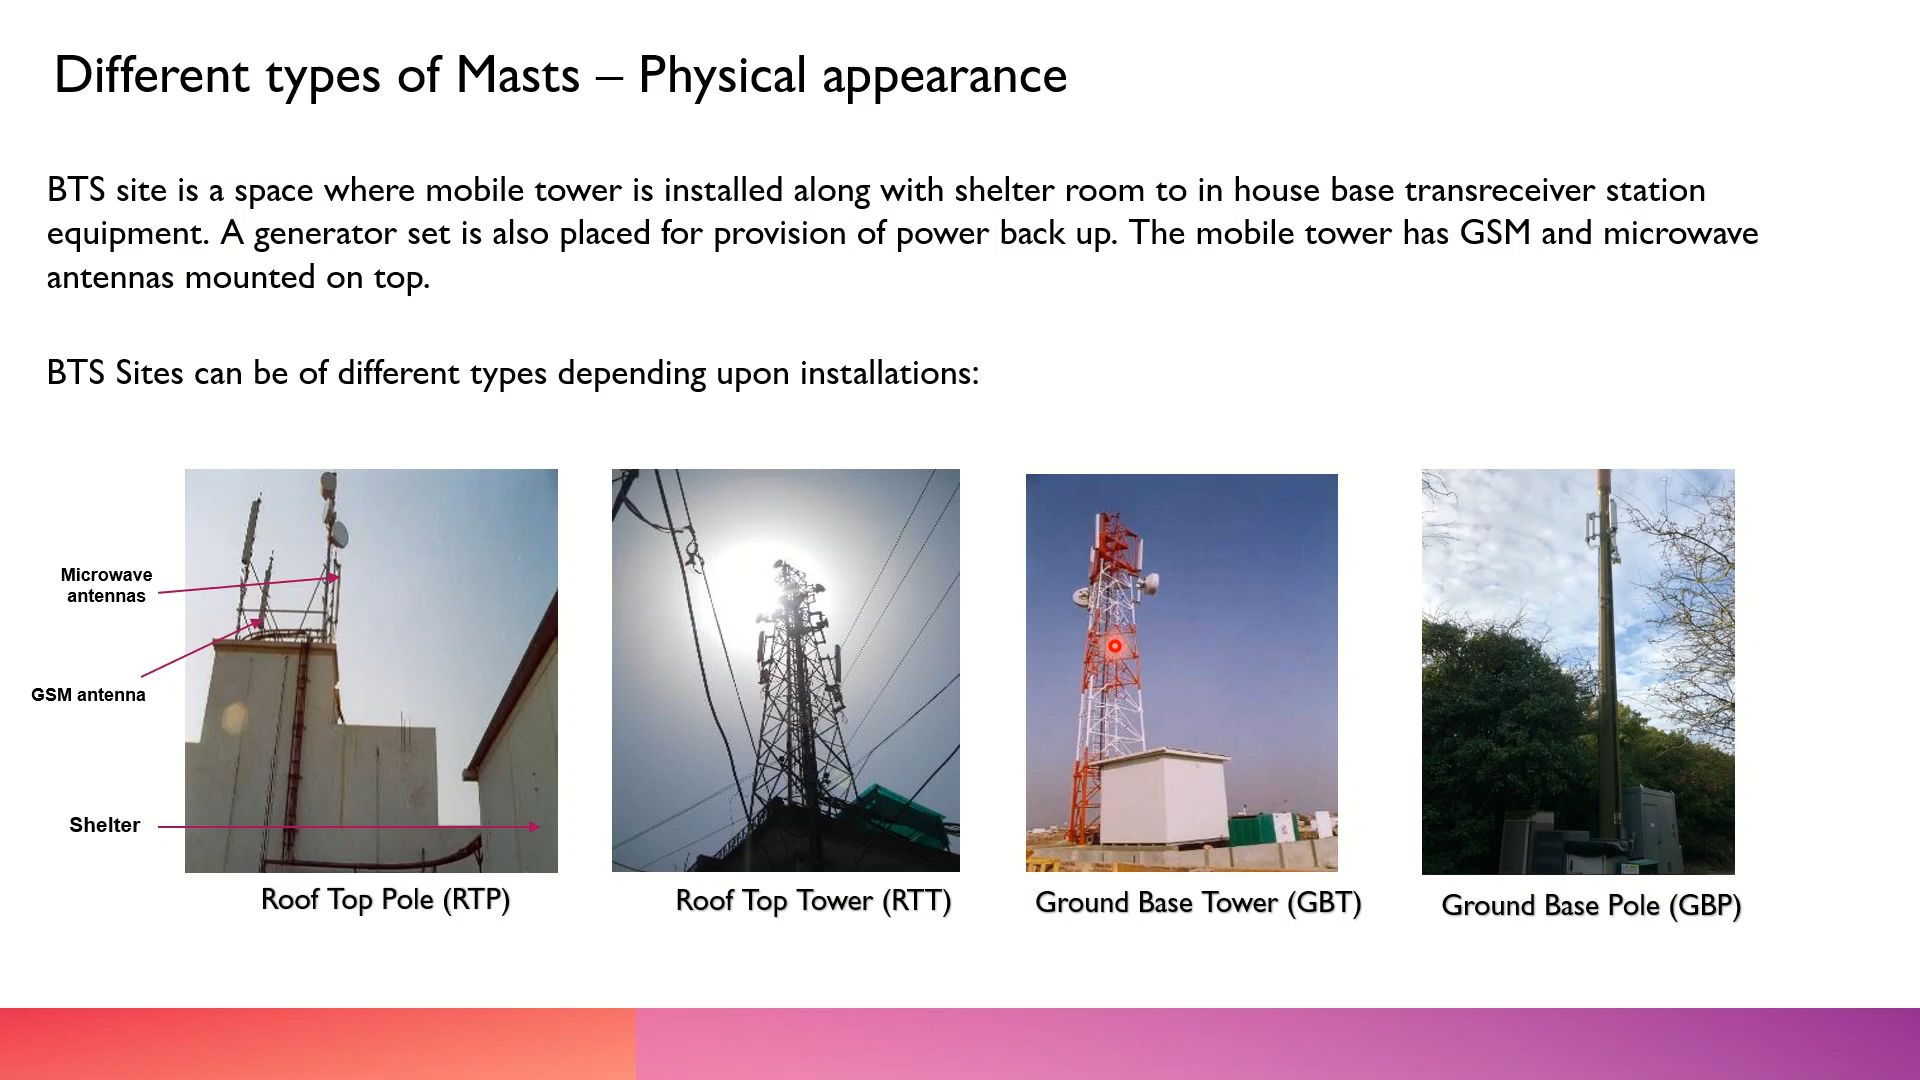 Different types of Masts – Physical appearance
BTS site is a space where mobile tower is installed along with shelter room to in house base transreceiver station
equipment. A generator set is also placed for provision of power back up. The mobile tower has GSM and microwave
antennas mounted on top.
BTS Sites can be of different types depending upon installations:
Microwave
antennas
GSM antenna
Shelter
Roof Top Pole (RTP)
Roof Top Tower (RTT)
Ground Base Tower (GBT)
Ground Base Pole (GBP)